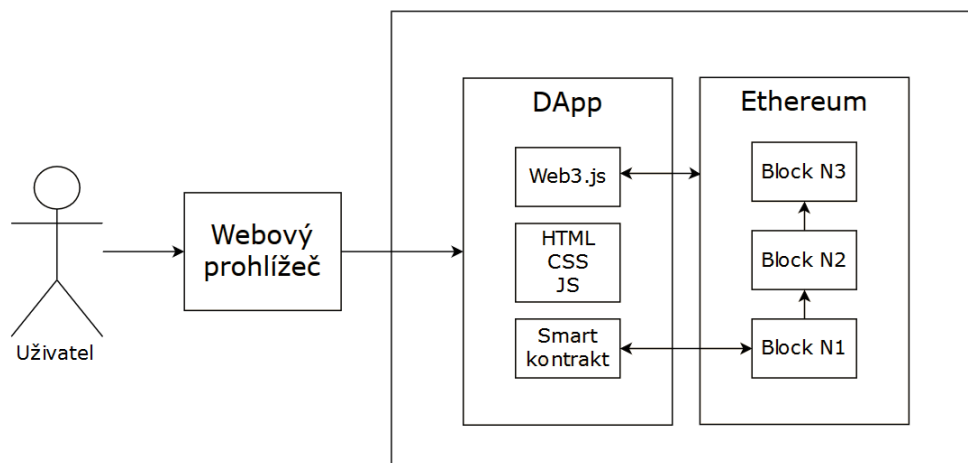 DApp
Ethereum
Web3.js
Block N3
Webový
prohlížeč
HTML
CSS
JS
Block N2
Smart
kontrakt
Block N1
Uživatel